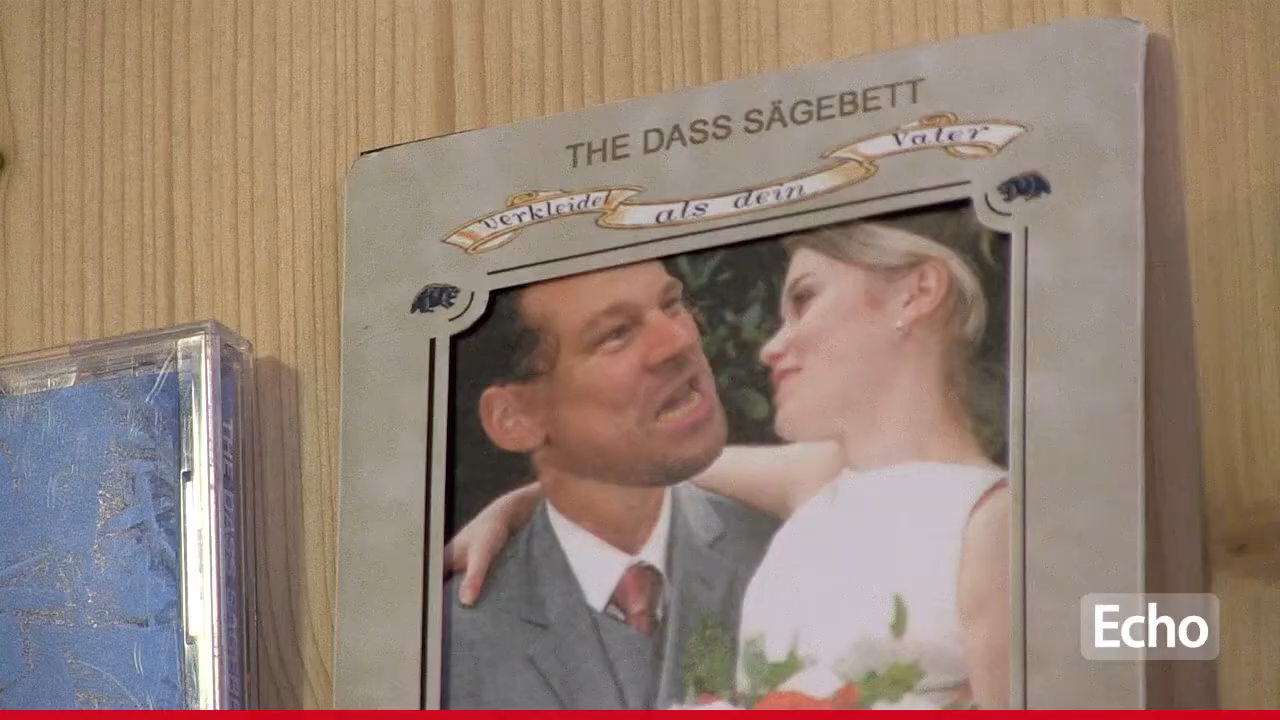 THE DASS SÄGEBETT
Verkleidet als dein Vater
THE DASS SÄGEBETT
Echo